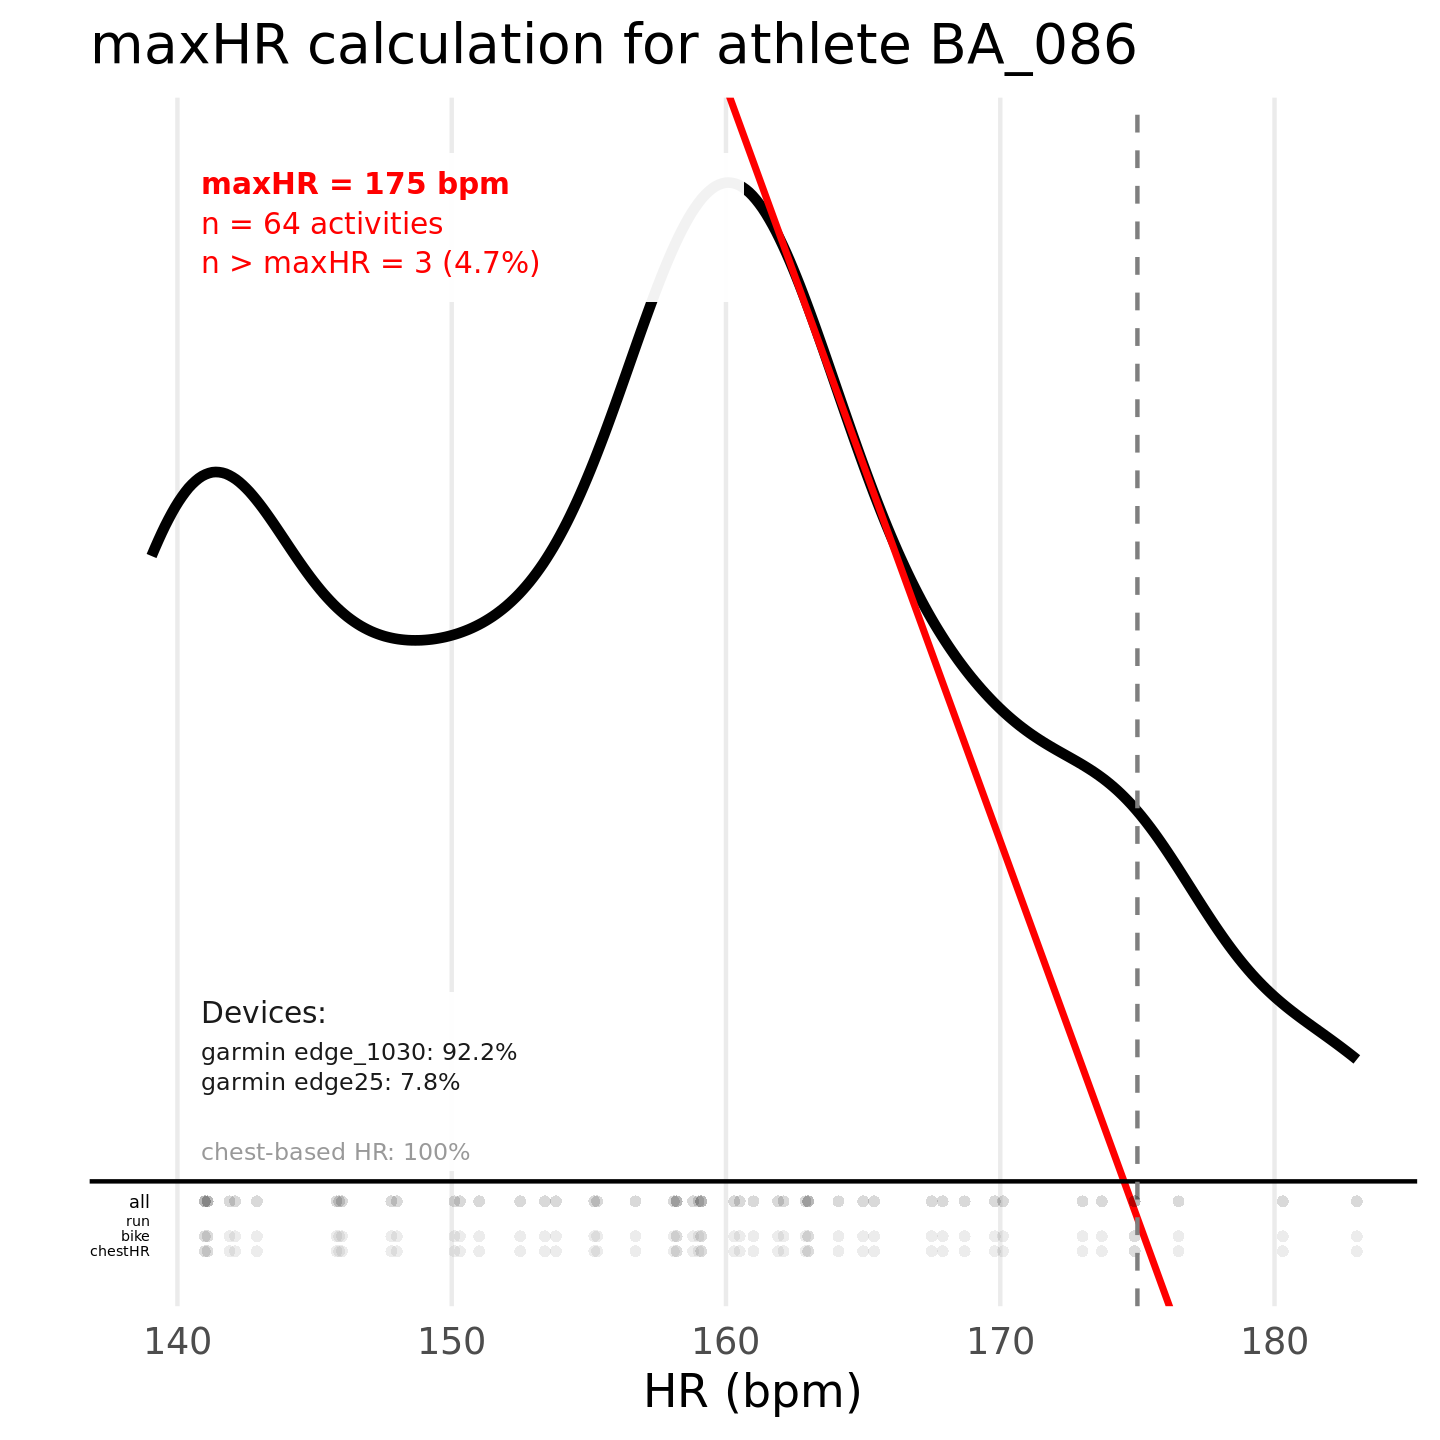 maxHR calculation for athlete BA_086
maxHR = 175 bpm
n = 64 activities
n > maxHR = 3 (4.7%)
Devices:
garmin edge_1030: 92.2%
garmin edge25: 7.8%
chest-based HR: 100%
all
run
bike
chestHR
140 150 160 170 180
HR (bpm)